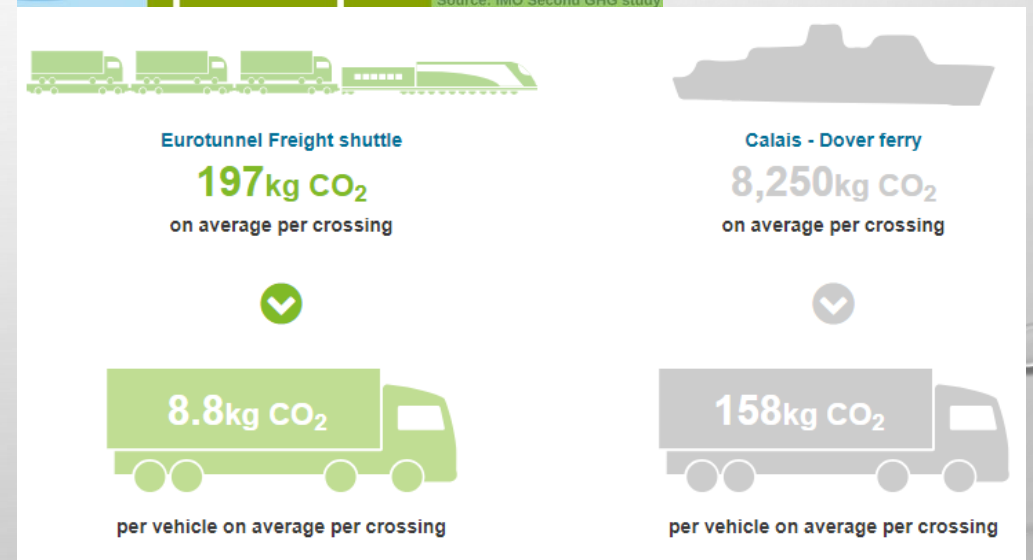 Source: IMO Second GHG study
Eurotunnel Freight shuttle
197kg CO₂
on average per crossing
8.8kg CO₂
per vehicle on average per crossing
Calais - Dover ferry
8,250kg CO₂
on average per crossing
158kg CO₂
per vehicle on average per crossing